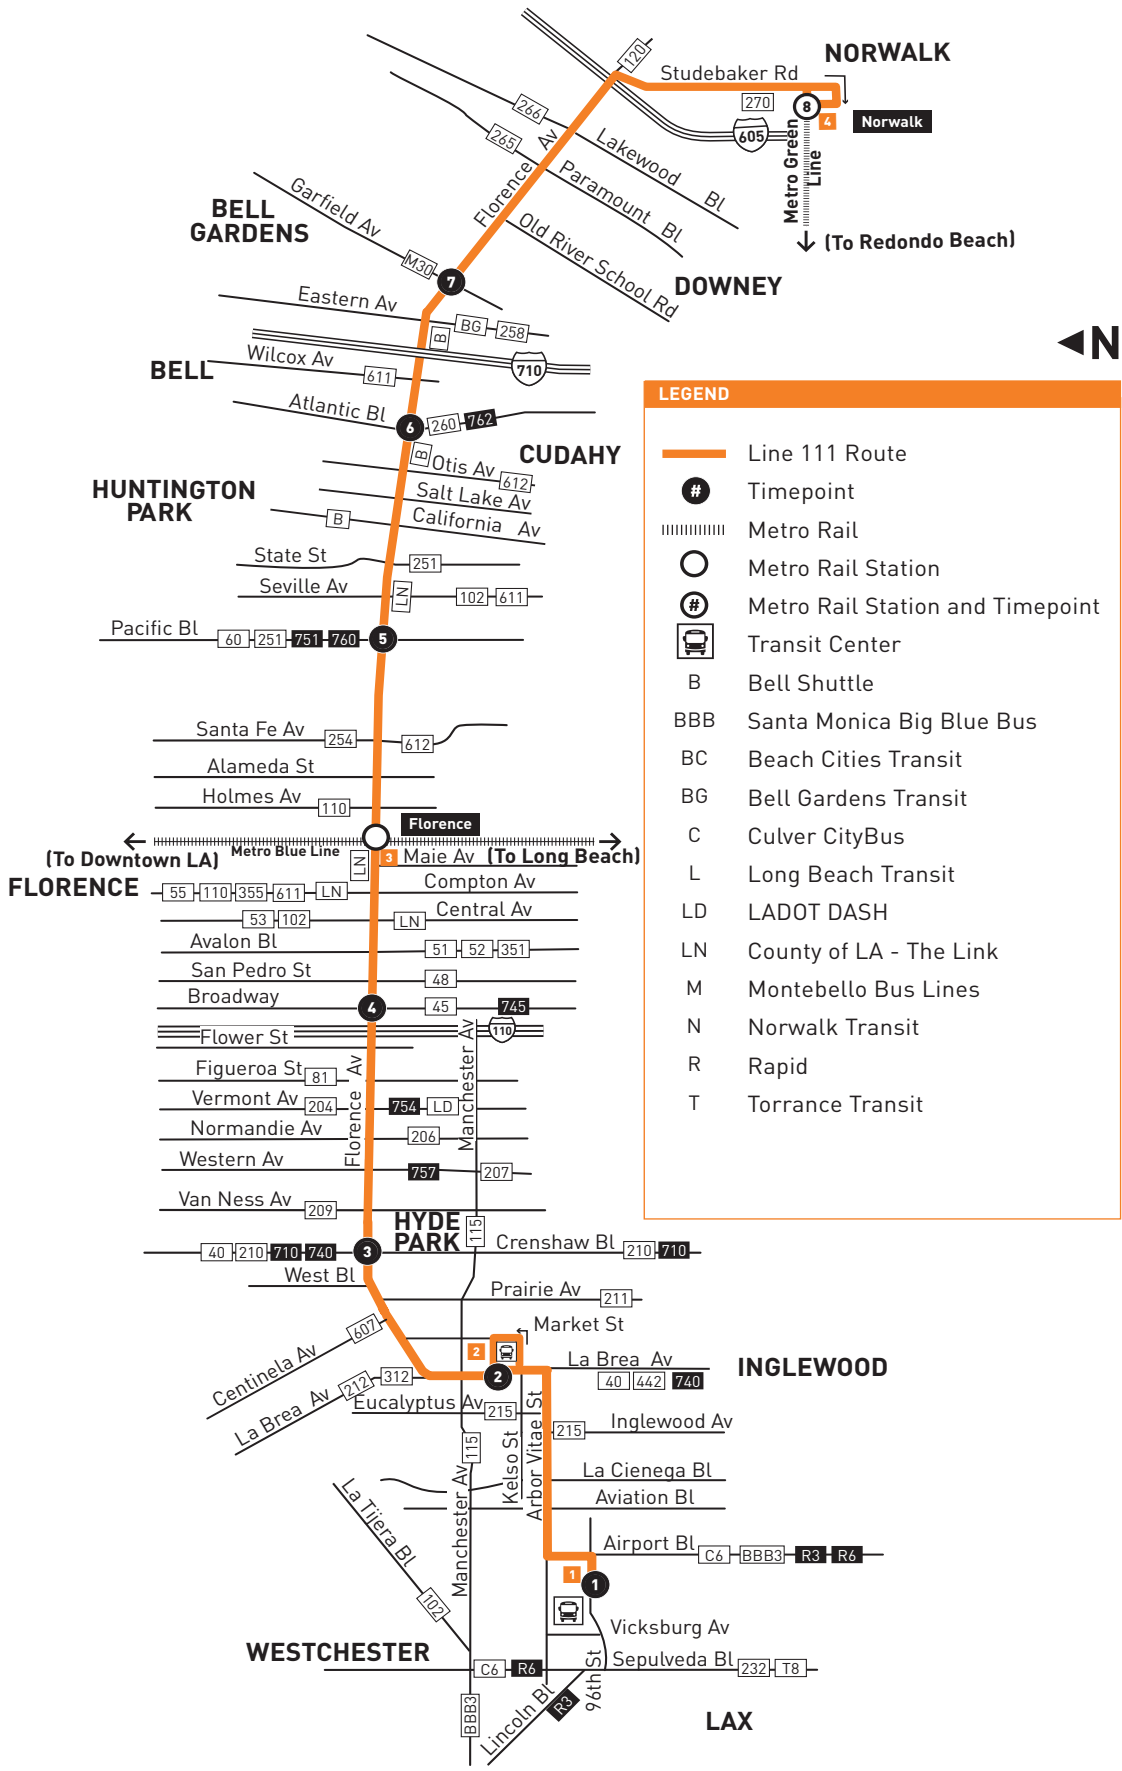 NORWALK
120
Studebaker Rd
270
8
4
Norwalk
605
Metro Green
Line
(To Redondo Beach)
266
265
Lakewood Bl
Paramount Bl
Florence Av
Old River School Rd
DOWNEY
Garfield Av
BELL
GARDENS
M30
7
Eastern Av
BG
258
B
N
BELL
Wilcox Av
611
710
Atlantic Bl
6
260
762
CUDAHY
B
Otis Av
612
Salt Lake Av
HUNTINGTON
PARK
B
California Av
State St
251
Seville Av
LN
102
611
Pacific Bl
60
251
751
760
5
Santa Fe Av
254
612
Alameda St
Holmes Av
110
Florence
(To Downtown LA)
Metro Blue Line
LN
3
Maie Av
(To Long Beach)
FLORENCE
55
110
355
611
LN
Compton Av
53
102
LN
Central Av
Avalon Bl
51
52
351
San Pedro St
48
Broadway
4
45
745
110
Flower St
Manchester Av
Figueroa St
81
Florence Av
Vermont Av
204
754
LD
Normandie Av
206
Western Av
757
207
Van Ness Av
209
HYDE
PARK
115
40
210
710
740
3
Crenshaw Bl
210
710
West Bl
Prairie Av
211
607
Market St
2
Centinela Av
La Brea Av
212
312
2
La Brea Av
40
442
740
INGLEWOOD
Eucalyptus Av
215
Inglewood Av
215
115
Kelso St
Arbor Vitae St
La Cienega Bl
Aviation Bl
La Tijera Bl
102
Manchester Av
Airport Bl
C6
BBB3
R3
R6
1
1
Vicksburg Av
WESTCHESTER
C6
R6
Sepulveda Bl
232
T8
96th St
BBB3
Lincoln Bl
R3
LAX
LEGEND
Line 111 Route
# Timepoint
Metro Rail
Metro Rail Station
# Metro Rail Station and Timepoint
Transit Center
B Bell Shuttle
BBB Santa Monica Big Blue Bus
BC Beach Cities Transit
BG Bell Gardens Transit
C Culver CityBus
L Long Beach Transit
LD LADOT DASH
LN County of LA - The Link
M Montebello Bus Lines
N Norwalk Transit
R Rapid
T Torrance Transit